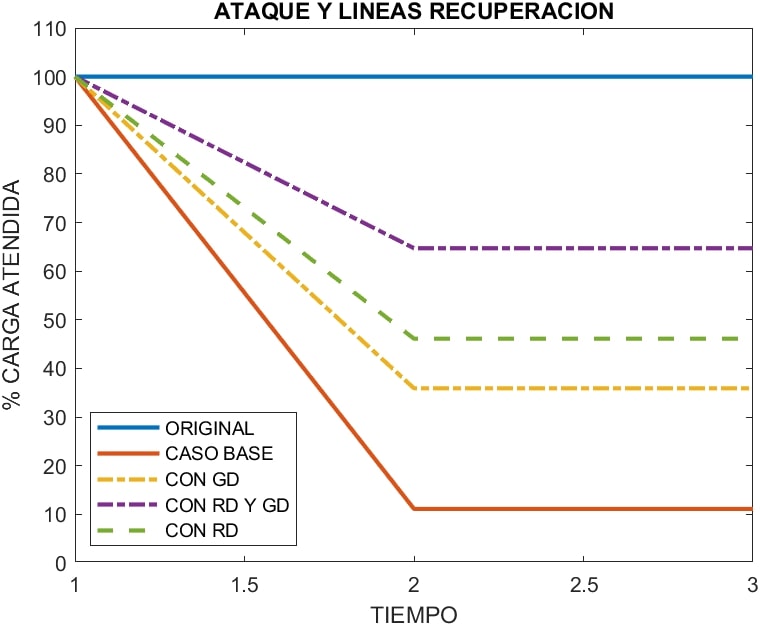 ATAQUE Y LINEAS RECUPERACION
110
100
90
80
70
60
50
40
30
20
10
0
% CARGA ATENDIDA
ORIGINAL
CASO BASE
CON GD
CON RD Y GD
CON RD
1
1.5
2
2.5
3
TIEMPO